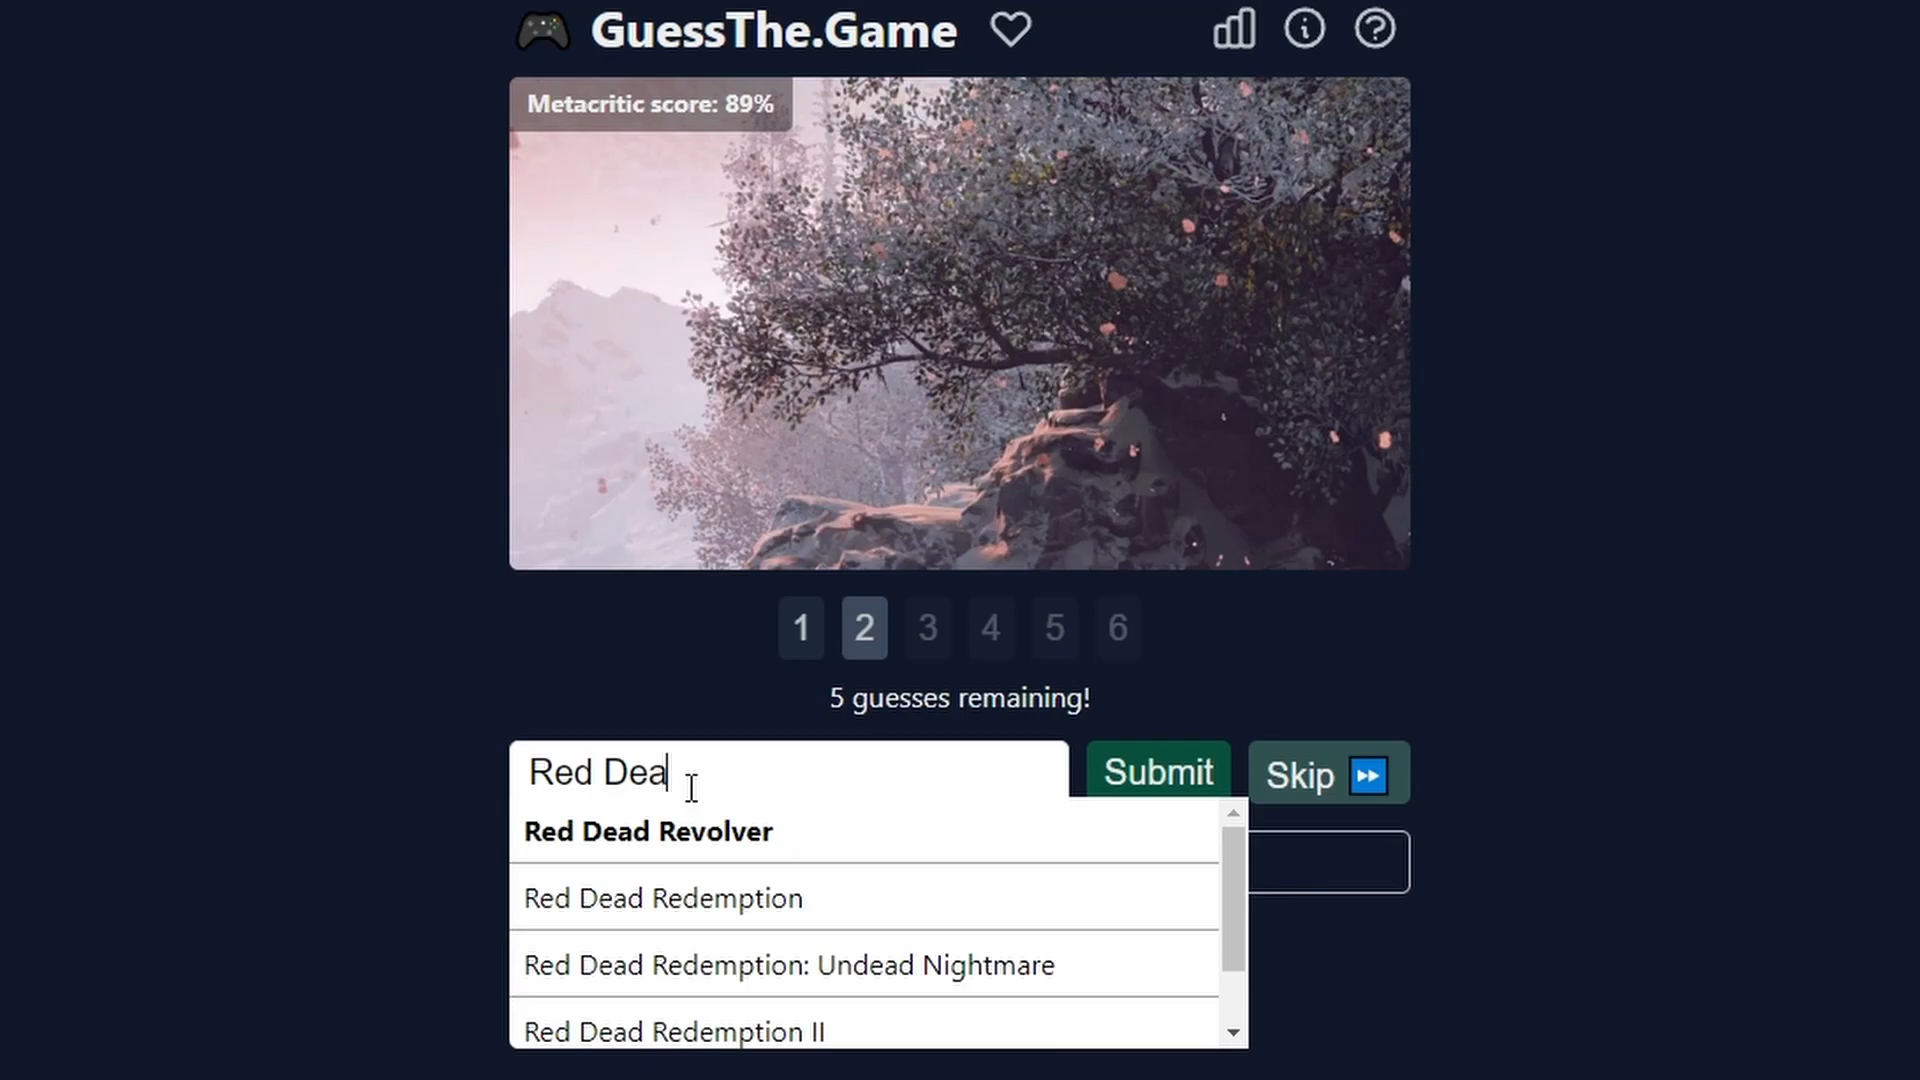 GuessThe.Game
Metacritic score: 89%
1 2 3 4 5 6
5 guesses remaining!
Red Dea
Submit
Skip
Red Dead Revolver
Red Dead Redemption
Red Dead Redemption: Undead Nightmare
Red Dead Redemption II